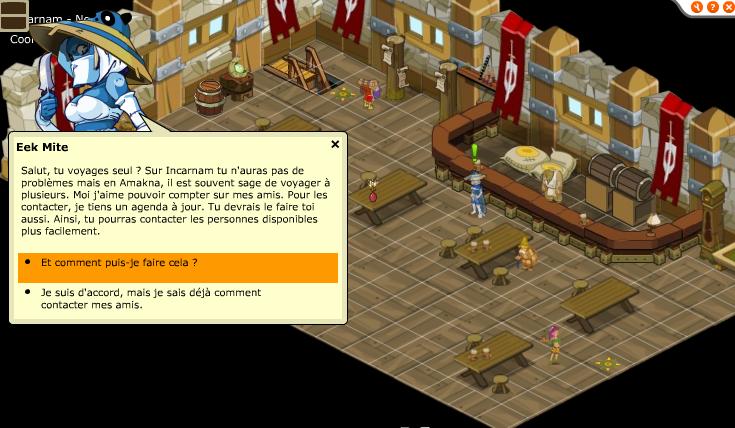 Eek Mite
Salut, tu voyages seul ? Sur Incarnam tu n'auras pas de
problèmes mais en Amakna, il est souvent sage de voyager à
plusieurs. Moi j'aime pouvoir compter sur mes amis. Pour les
contacter, je tiens un agenda à jour. Tu devrais le faire toi
aussi. Ainsi, tu pourras contacter les personnes disponibles
plus facilement.
Et comment puis-je faire cela ?
Je suis d'accord, mais je sais déjà comment
contacter mes amis.